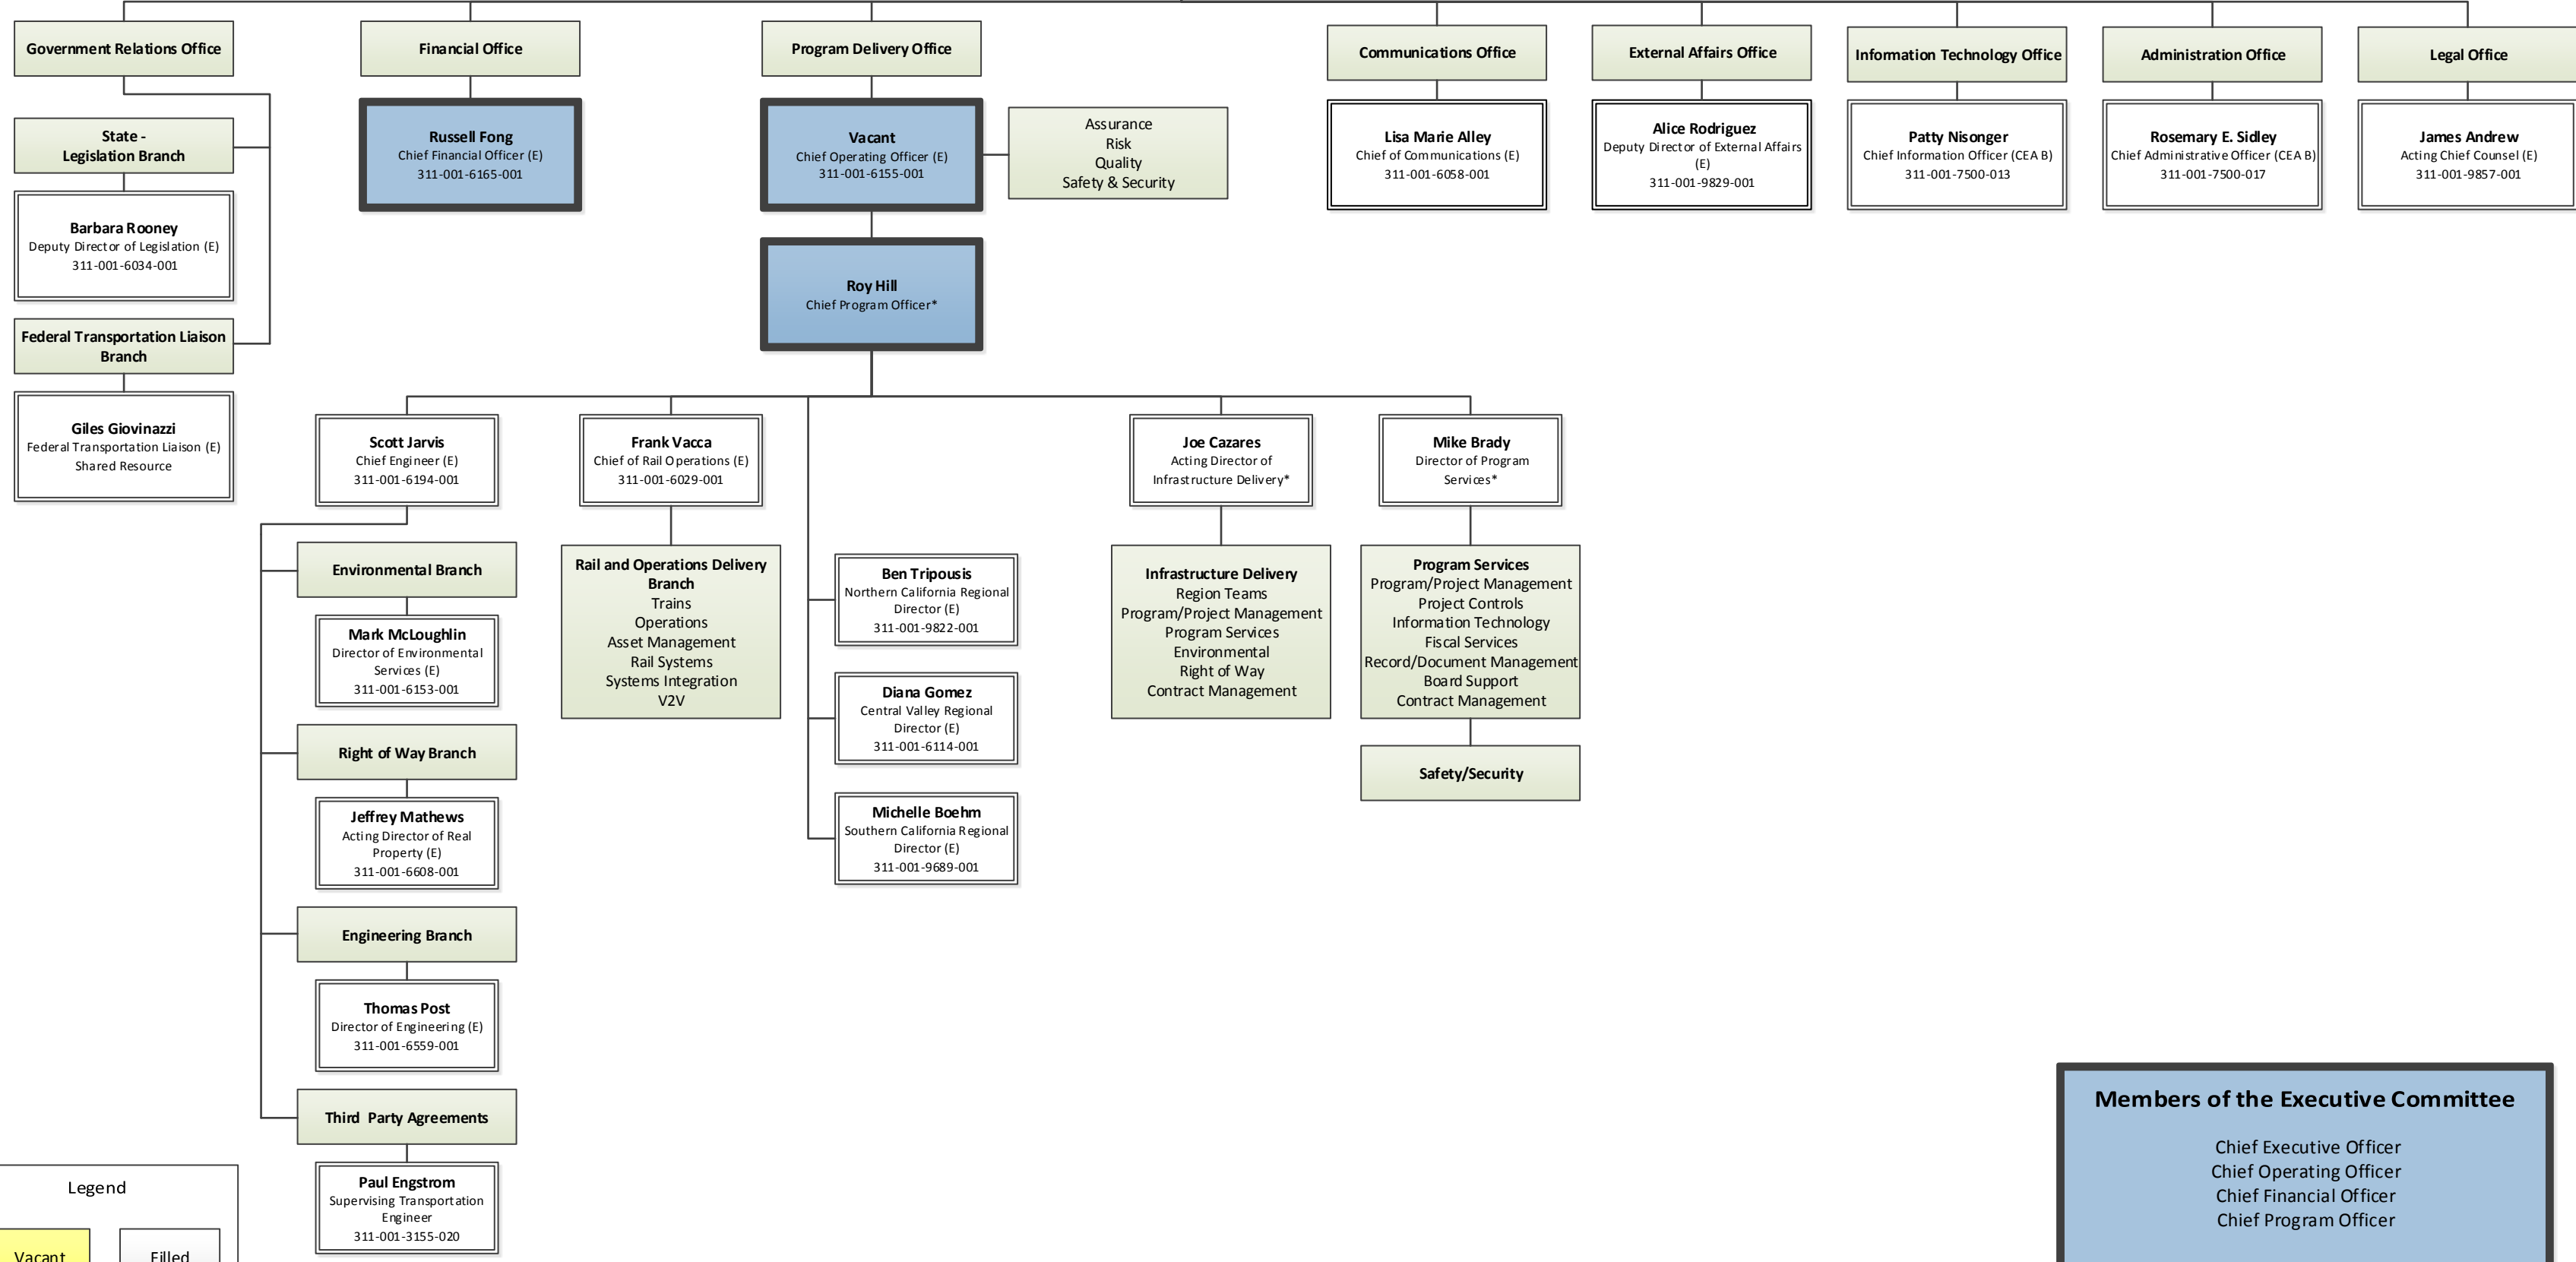 Government Relations Office
Financial Office
Program Delivery Office
Communications Office
External Affairs Office
Information Technology Office
Administration Office
Legal Office
State -
Legislation Branch
Barbara Rooney
Deputy Director of Legislation (E)
311-001-6034-001
Federal Transportation Liaison
Branch
Giles Giovinazzi
Federal Transportation Liaison (E)
Shared Resource
Russell Fong
Chief Financial Officer (E)
311-001-6165-001
Vacant
Chief Operating Officer (E)
311-001-6155-001
Assurance
Risk
Quality
Safety & Security
Roy Hill
Chief Program Officer*
Lisa Marie Alley
Chief of Communications (E)
311-001-6058-001
Alice Rodriguez
Deputy Director of External Affairs
(E)
311-001-9829-001
Patty Nisonger
Chief Information Officer (CEA B)
311-001-7500-013
Rosemary E. Sidley
Chief Administrative Officer (CEA B)
311-001-7500-017
James Andrew
Acting Chief Counsel (E)
311-001-9857-001
Scott Jarvis
Chief Engineer (E)
311-001-6194-001
Environmental Branch
Mark McLoughlin
Director of Environmental
Services (E)
311-001-6153-001
Right of Way Branch
Jeffrey Mathews
Acting Director of Real
Property (E)
311-001-6608-001
Engineering Branch
Thomas Post
Director of Engineering (E)
311-001-6559-001
Third Party Agreements
Paul Engstrom
Supervising Transportation
Engineer
311-001-3155-020
Frank Vacca
Chief of Rail Operations (E)
311-001-6029-001
Rail and Operations Delivery
Branch
Trains
Operations
Asset Management
Rail Systems
Systems Integration
V2V
Ben Tripousis
Northern California Regional
Director (E)
311-001-9822-001
Diana Gomez
Central Valley Regional
Director (E)
311-001-6114-001
Michelle Boehm
Southern California Regional
Director (E)
311-001-9689-001
Joe Cazares
Acting Director of
Infrastructure Delivery*
Infrastructure Delivery
Region Teams
Program/Project Management
Program Services
Environmental
Right of Way
Contract Management
Mike Brady
Director of Program
Services*
Program Services
Program/Project Management
Project Controls
Information Technology
Fiscal Services
Record/Document Management
Board Support
Contract Management
Safety/Security
Legend
Vacant
Filled
Members of the Executive Committee
Chief Executive Officer
Chief Operating Officer
Chief Financial Officer
Chief Program Officer